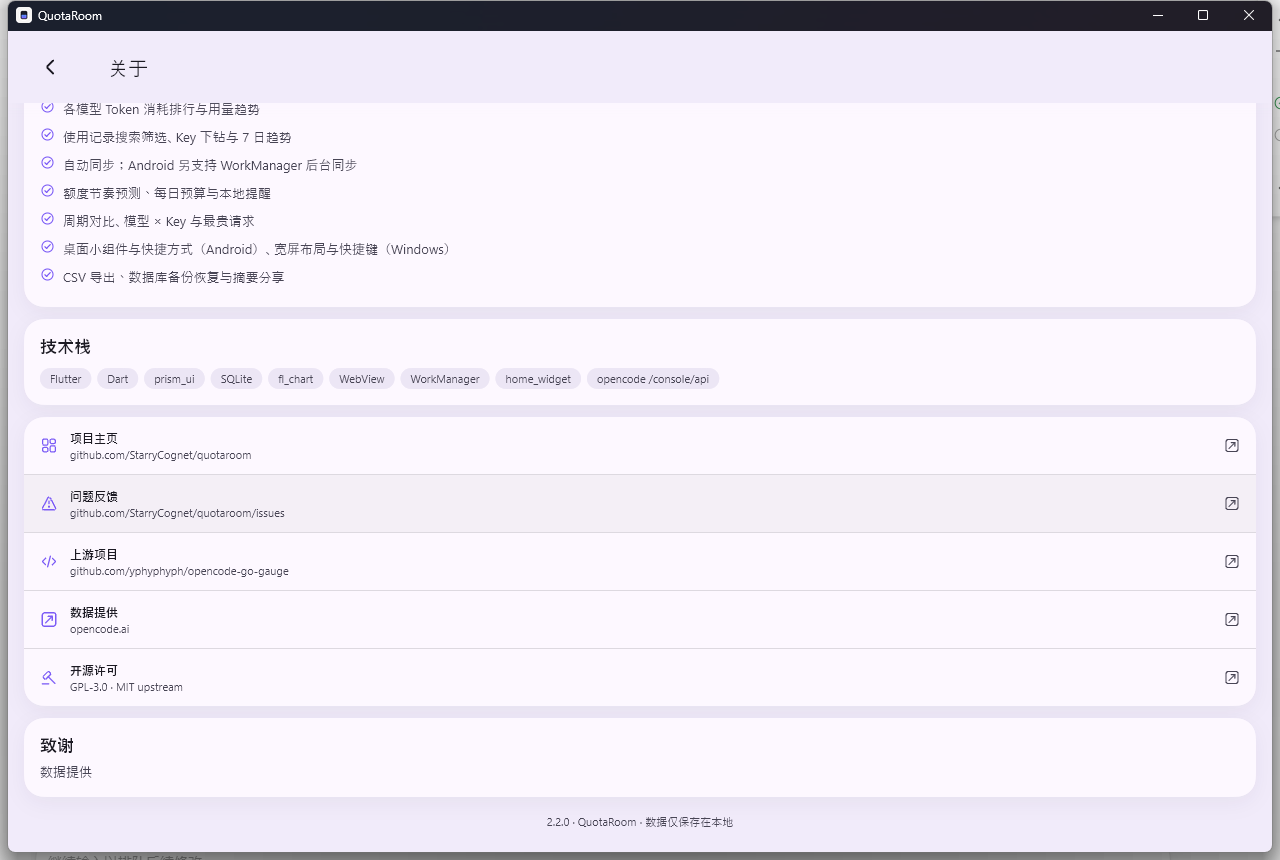 QuotaRoom
关于
各模型 Token 消耗排行与用量趋势
使用记录搜索筛选、Key 下钻与 7 日趋势
自动同步；Android 另支持 WorkManager 后台同步
额度节奏预测、每日预算与本地提醒
周期对比、模型 × Key 与最贵请求
桌面小组件与快捷方式（Android）、宽屏布局与快捷键（Windows）
CSV 导出、数据库备份恢复与摘要分享
技术栈
Flutter Dart prism_ui SQLite fl_chart WebView WorkManager home_widget opencode /console/api
项目主页
github.com/StarryCognet/quotaroom
问题反馈
github.com/StarryCognet/quotaroom/issues
上游项目
github.com/yphyphyph/opencode-go-gauge
数据提供
opencode.ai
开源许可
GPL-3.0 · MIT upstream
致谢
数据提供
2.2.0 · QuotaRoom · 数据仅保存在本地